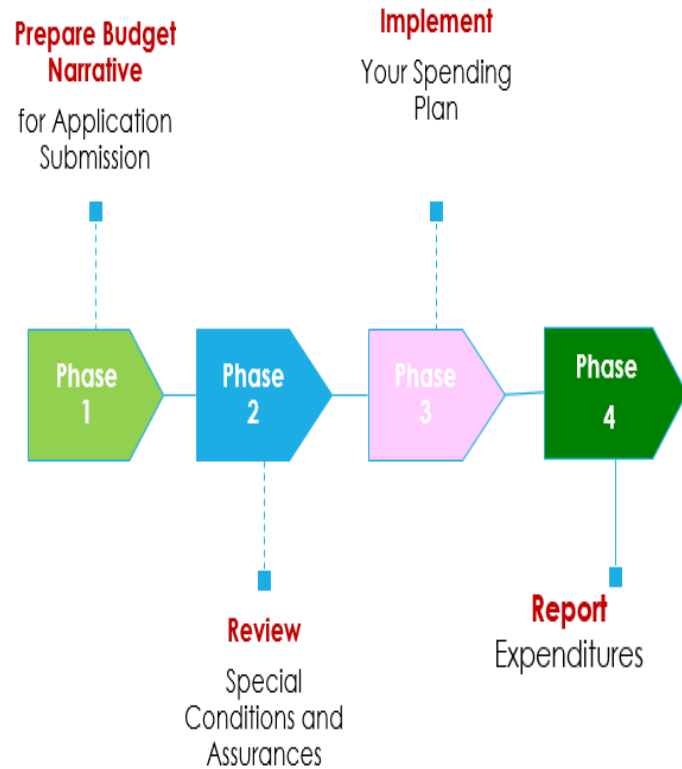 Prepare Budget
Narrative
for Application
Submission
Implement
Your Spending
Plan
Phase
1
Phase
2
Phase
3
Phase
4
Review
Special
Conditions and
Assurances
Report
Expenditures